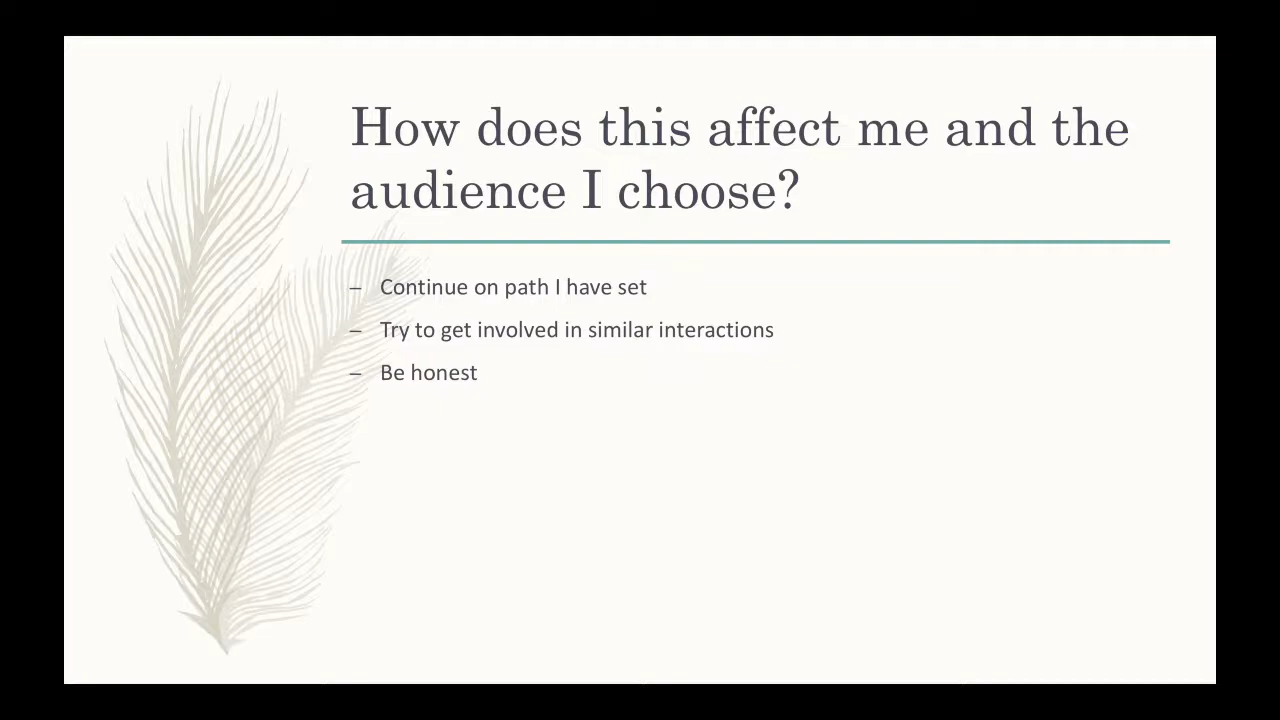 How does this affect me and the
audience I choose?
– Continue on path I have set
– Try to get involved in similar interactions
– Be honest